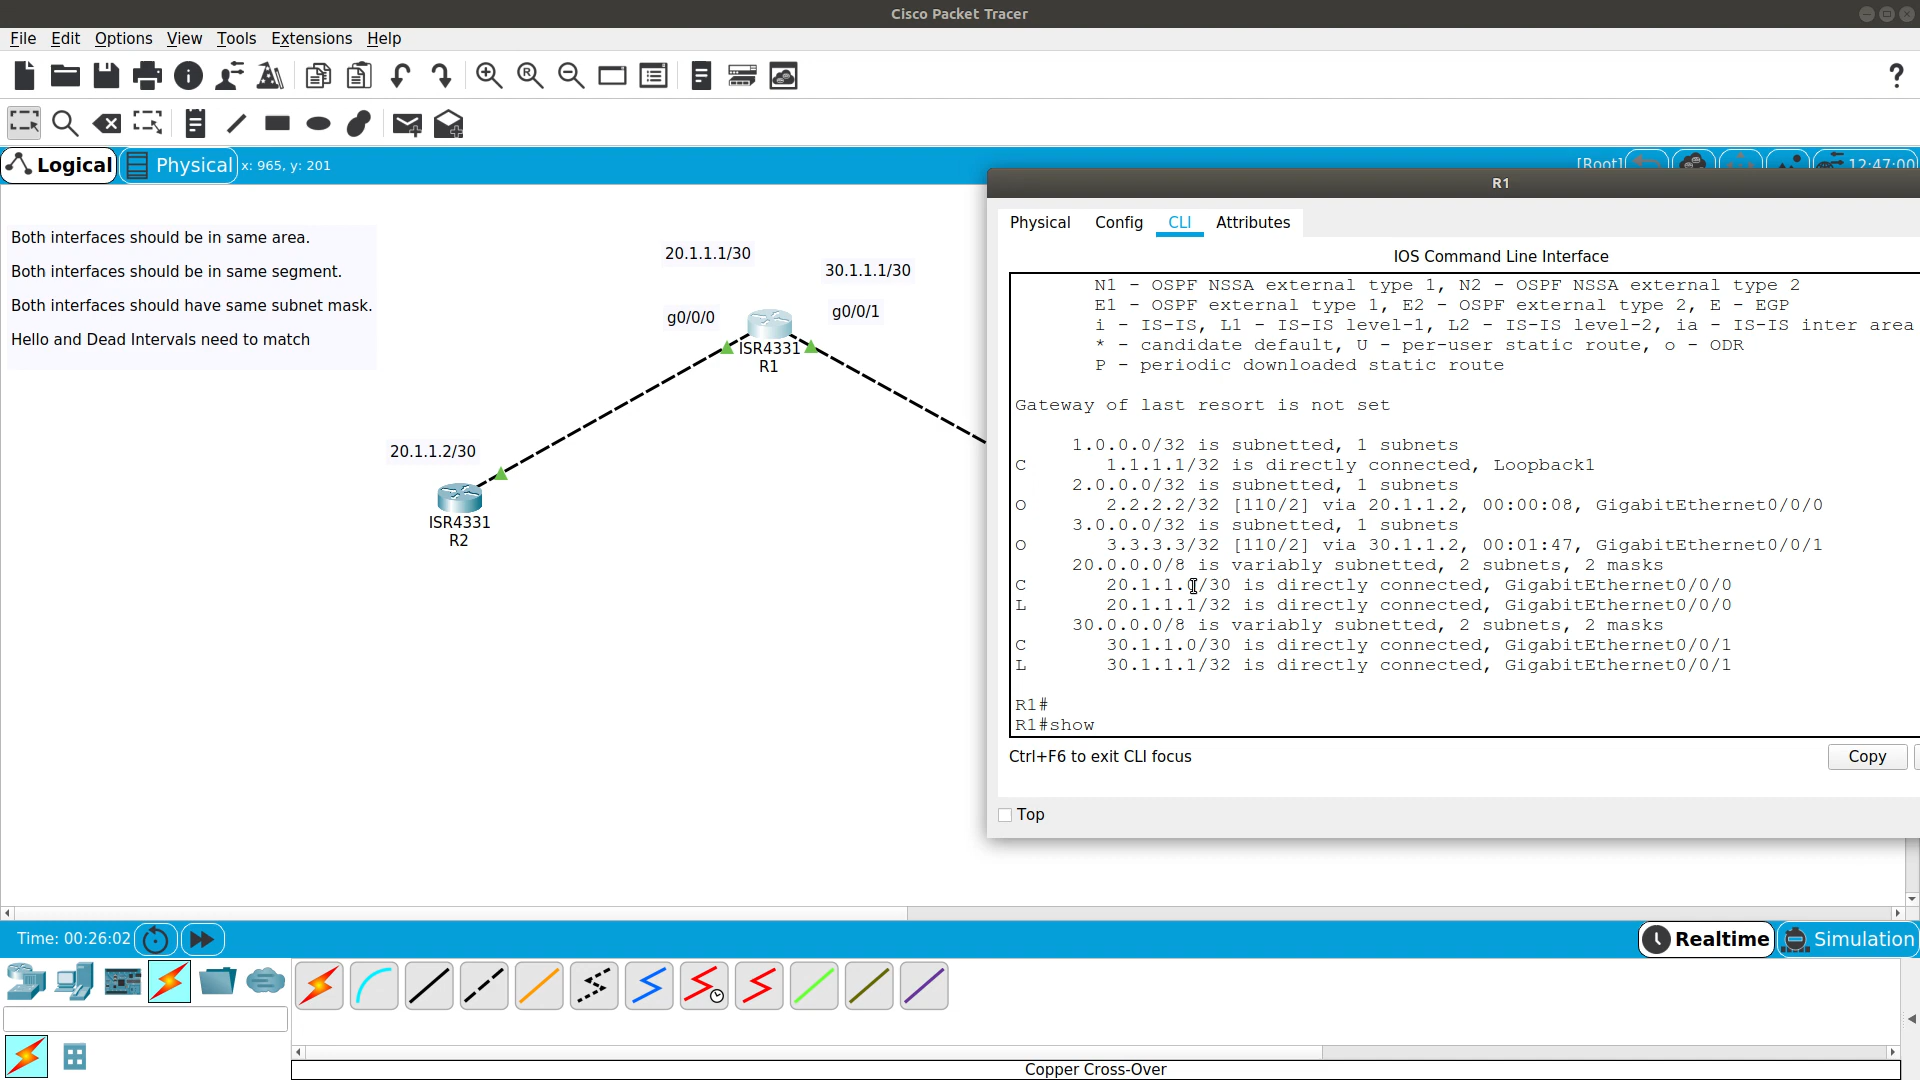 Cisco Packet Tracer
File Edit Options View Tools Extensions Help
Logical Physical x: 965, y: 201
[Root] 12:47:00
Both interfaces should be in same area.
Both interfaces should be in same segment.
Both interfaces should have same subnet mask.
Hello and Dead Intervals need to match
20.1.1.1/30
30.1.1.1/30
g0/0/0
g0/0/1
ISR4331
R1
20.1.1.2/30
ISR4331
R2
R1
Physical Config CLI Attributes
IOS Command Line Interface
N1 - OSPF NSSA external type 1, N2 - OSPF NSSA external type 2
E1 - OSPF external type 1, E2 - OSPF external type 2, E - EGP
i - IS-IS, L1 - IS-IS level-1, L2 - IS-IS level-2, ia - IS-IS inter area
* - candidate default, U - per-user static route, o - ODR
P - periodic downloaded static route
Gateway of last resort is not set
1.0.0.0/32 is subnetted, 1 subnets
C 1.1.1.1/32 is directly connected, Loopback1
2.0.0.0/32 is subnetted, 1 subnets
O 2.2.2.2/32 [110/2] via 20.1.1.2, 00:00:08, GigabitEthernet0/0/0
3.0.0.0/32 is subnetted, 1 subnets
O 3.3.3.3/32 [110/2] via 30.1.1.2, 00:01:47, GigabitEthernet0/0/1
20.0.0.0/8 is variably subnetted, 2 subnets, 2 masks
C 20.1.1.0/30 is directly connected, GigabitEthernet0/0/0
L 20.1.1.1/32 is directly connected, GigabitEthernet0/0/0
30.0.0.0/8 is variably subnetted, 2 subnets, 2 masks
C 30.1.1.0/30 is directly connected, GigabitEthernet0/0/1
L 30.1.1.1/32 is directly connected, GigabitEthernet0/0/1
R1#
R1#show
Ctrl+F6 to exit CLI focus
Copy
Top
Time: 00:26:02
Realtime Simulation
Copper Cross-Over